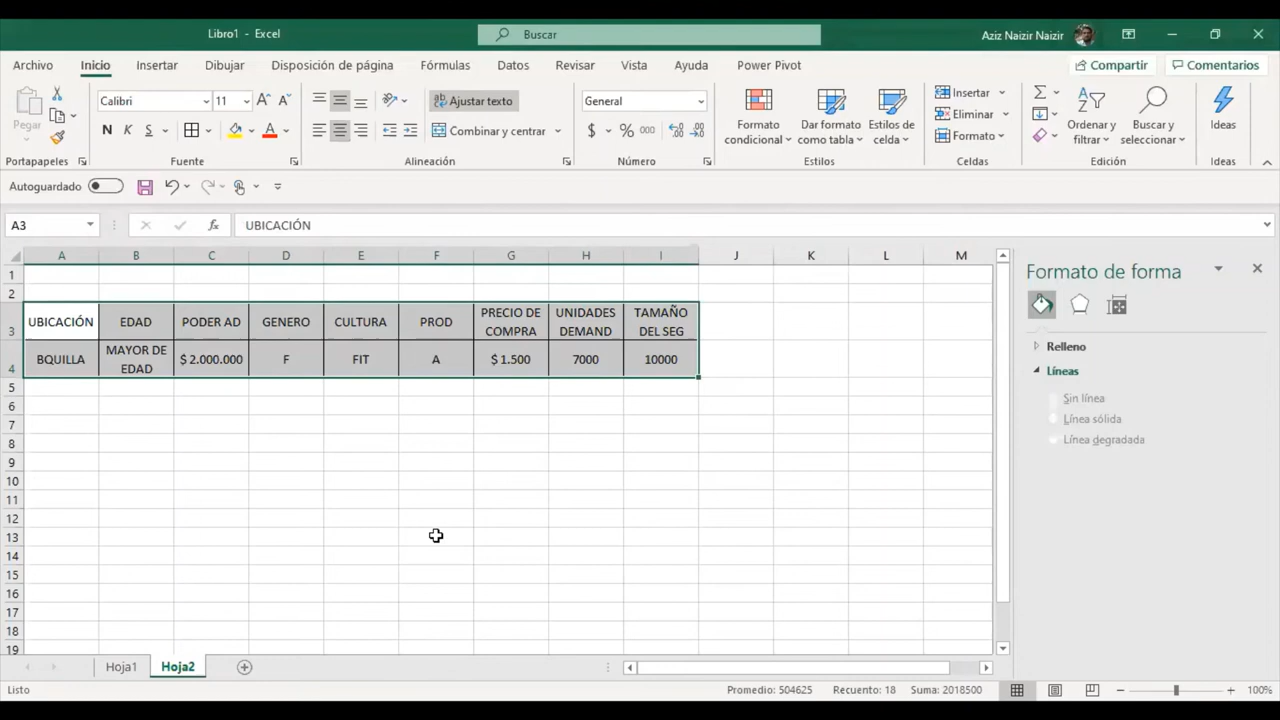 Libro1 - Excel
Buscar
Aziz Naizir Naizir
Archivo Inicio Insertar Dibujar Disposición de página Fórmulas Datos Revisar Vista Ayuda Power Pivot
Compartir Comentarios
Pegar
Calibri 11
N K S
Ajustar texto
Combinar y centrar
General
$ % 000
Formato condicional
Dar formato como tabla
Estilos de celda
Insertar
Eliminar
Formato
Ordenar y filtrar
Buscar y seleccionar
Ideas
Portapapeles Fuente Alineación Número Estilos Celdas Edición Ideas
Autoguardado
A3 fx UBICACIÓN
A B C D E F G H I J K L M
1
2
3 UBICACIÓN EDAD PODER AD GENERO CULTURA PROD PRECIO DE COMPRA UNIDADES DEMAND TAMAÑO DEL SEG
4 BQUILLA MAYOR DE EDAD $ 2.000.000 F FIT A $ 1.500 7000 10000
5
6
7
8
9
10
11
12
13
14
15
16
17
18
19
Formato de forma
Relleno
Líneas
Sin línea
Línea sólida
Línea degradada
Hoja1 Hoja2
Listo
Promedio: 504625 Recuento: 18 Suma: 2018500
100%